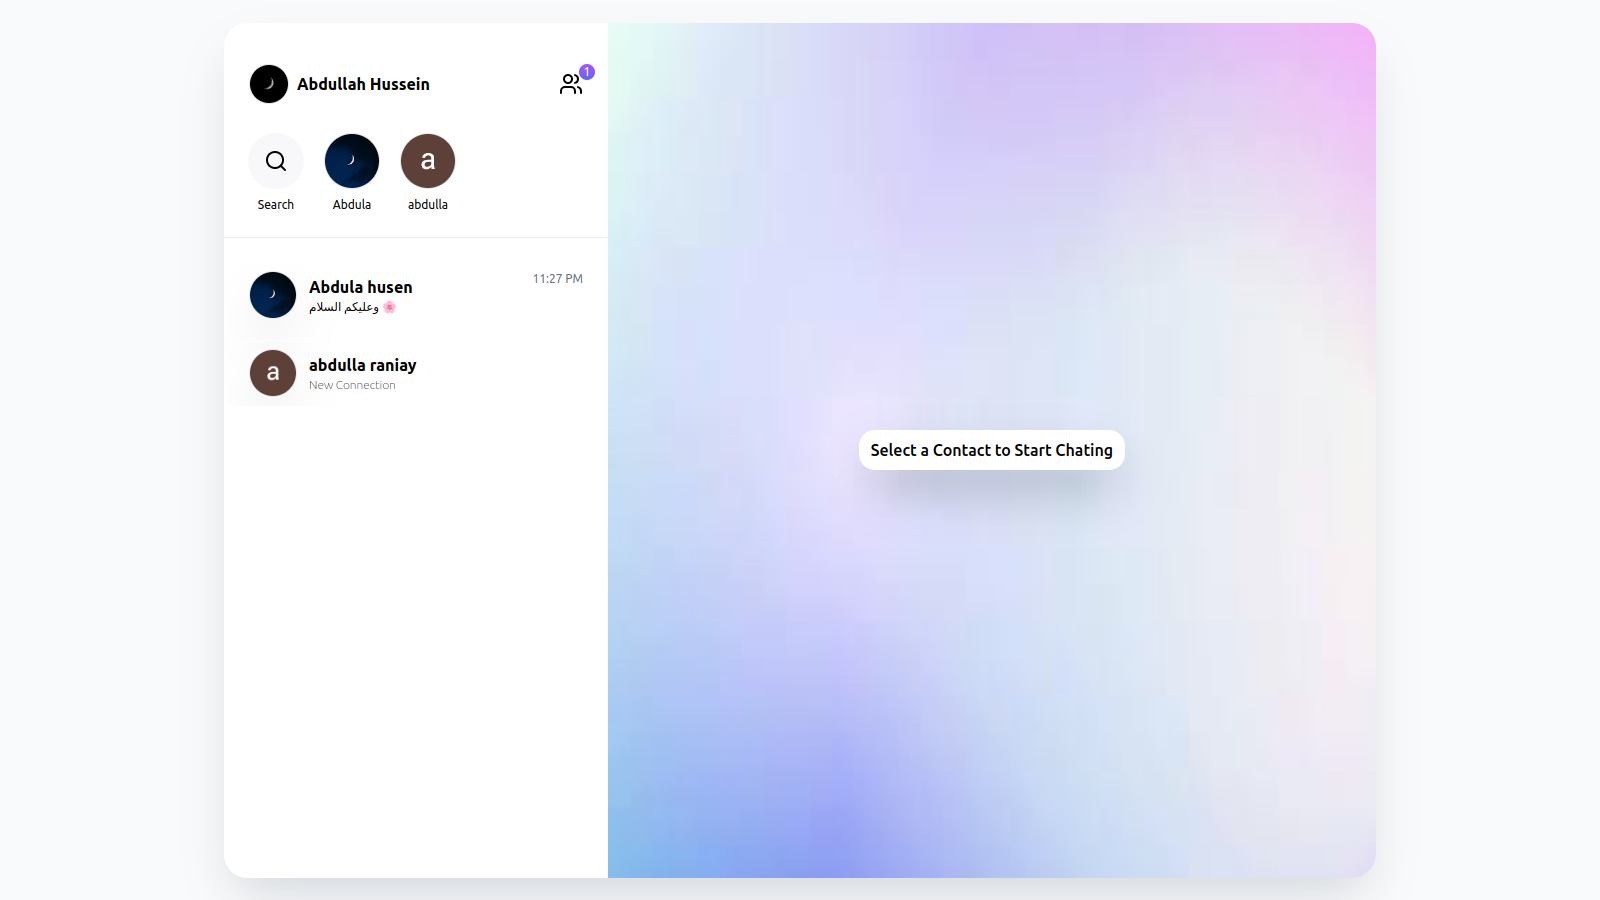 Abdullah Hussein
1
Search
Abdula
a
abdulla
Abdula husen
11:27 PM
وعليكم السلام 🌸
a
abdulla raniay
New Connection
Select a Contact to Start Chating